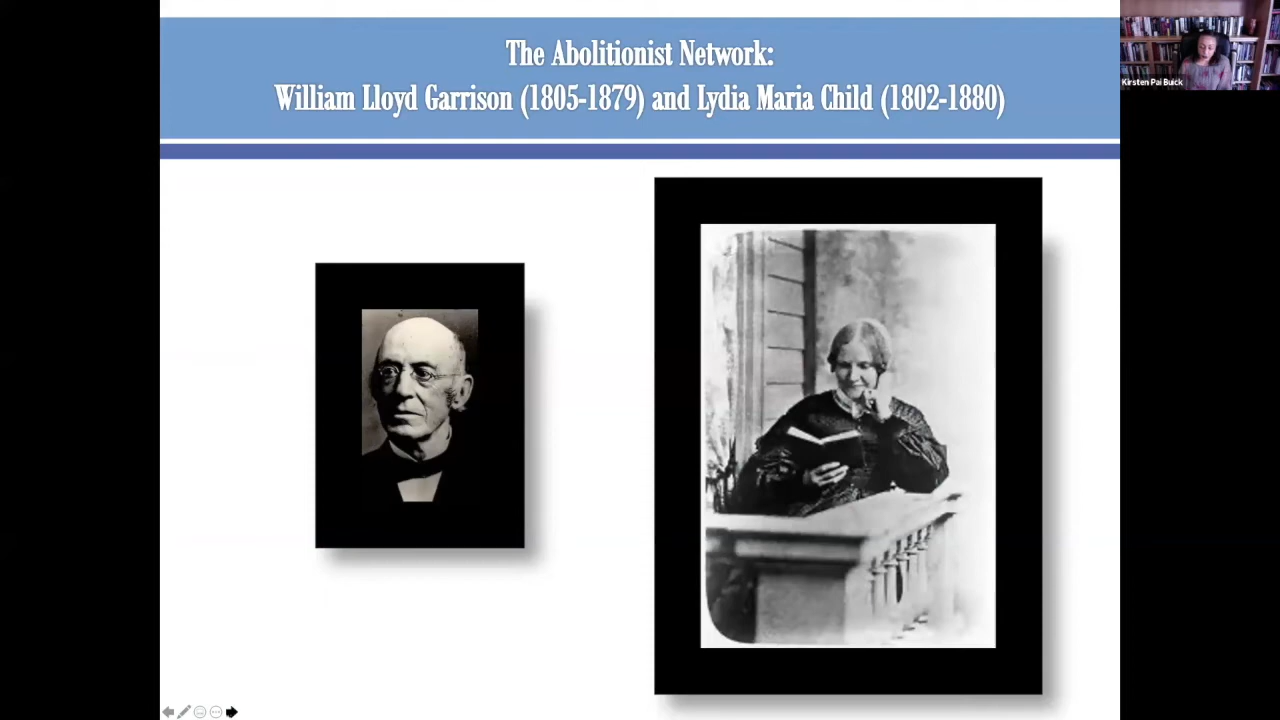 The Abolitionist Network:
William Lloyd Garrison (1805-1879) and Lydia Maria Child (1802-1880)
Kirsten Pai Buick